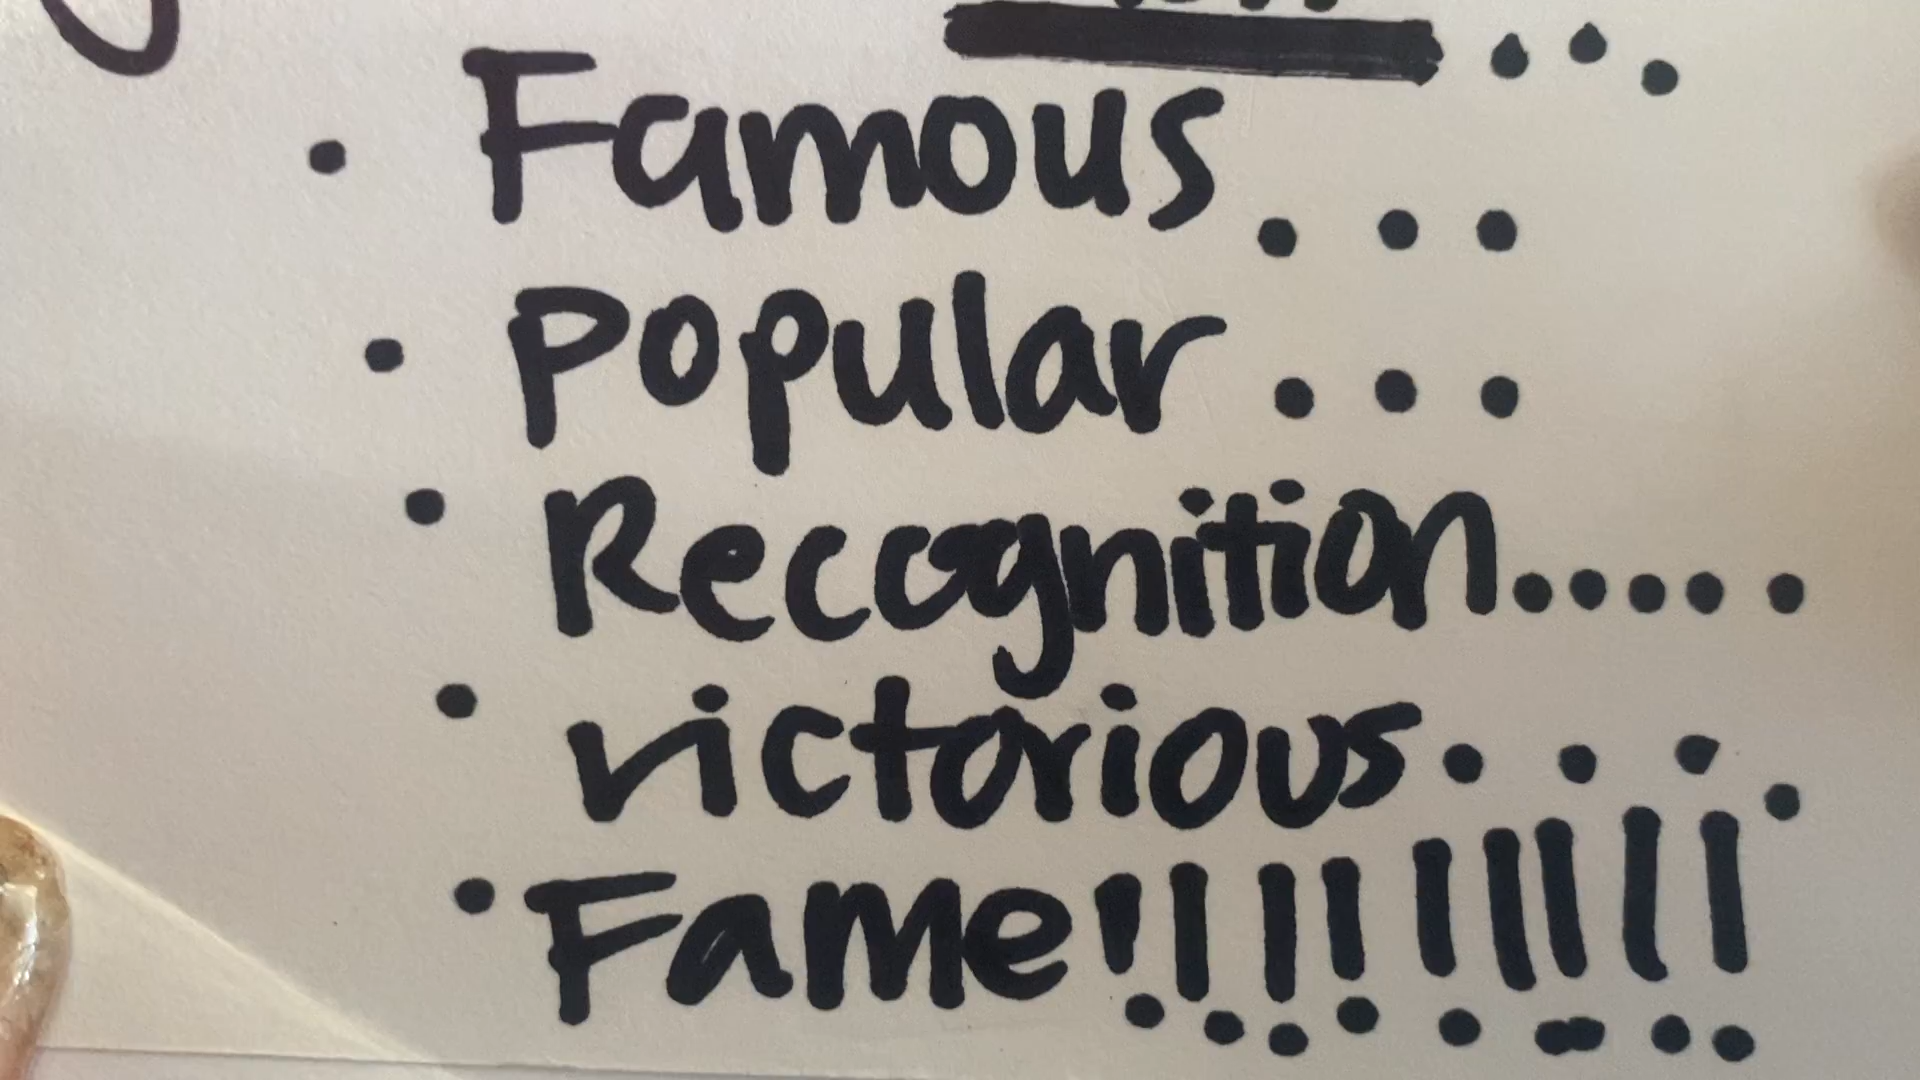 • Famous...
• Popular...
• Recognition.....
• victorious....
• Fame!!!!!!!!!